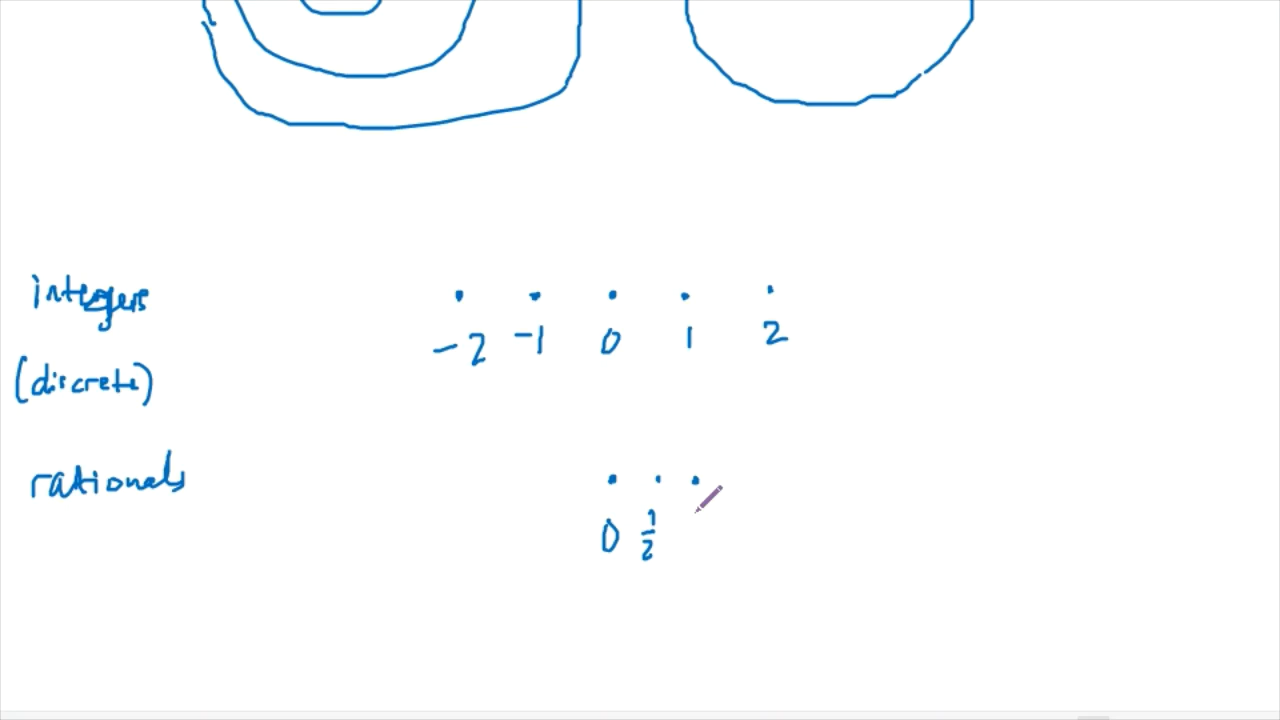 integers
-2 -1 0 1 2
(discrete)
rationals
0 1/2